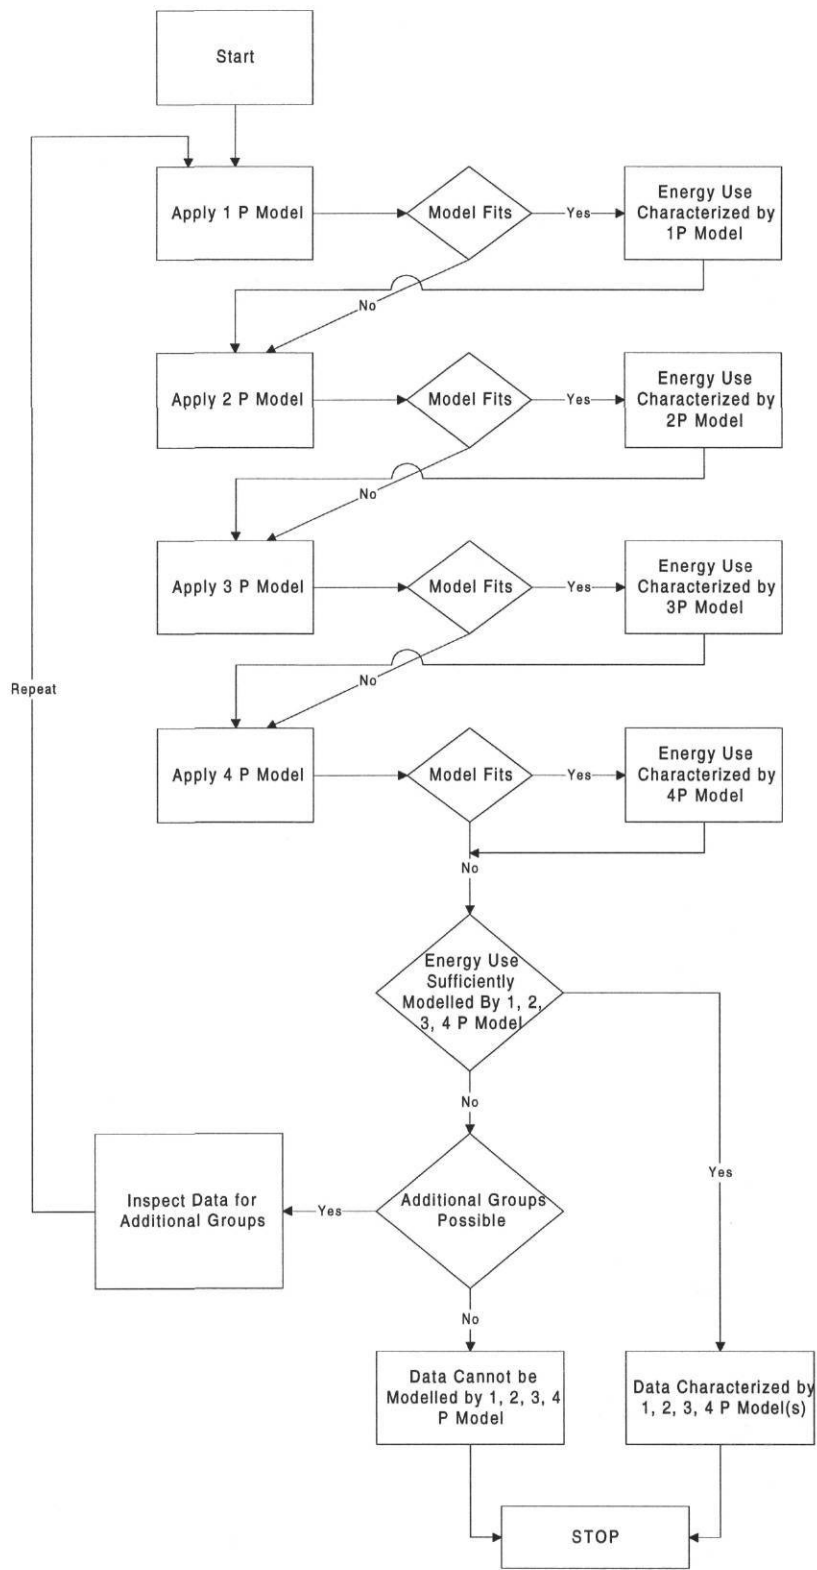 Start
Apply 1 P Model
Model Fits
Yes
Energy Use
Characterized by
1P Model
No
Apply 2 P Model
Model Fits
Yes
Energy Use
Characterized by
2P Model
No
Apply 3 P Model
Model Fits
Yes
Energy Use
Characterized by
3P Model
No
Repeat
Apply 4 P Model
Model Fits
Yes
Energy Use
Characterized by
4P Model
No
Energy Use
Sufficiently
Modelled By 1, 2,
3, 4 P Model
No
Yes
Inspect Data for
Additional Groups
Yes
Additional Groups
Possible
No
Data Cannot be
Modelled by 1, 2, 3, 4
P Model
Data Characterized by
1, 2, 3, 4 P Model(s)
STOP